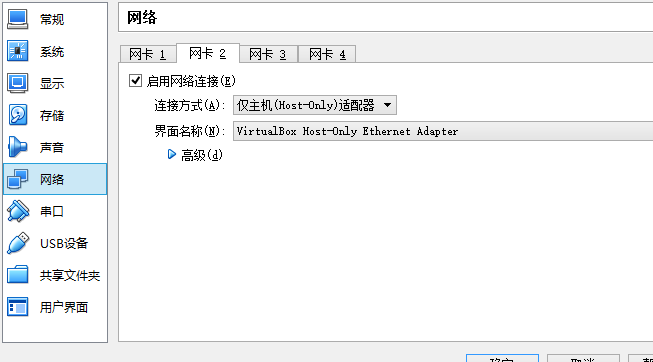 常规
系统
显示
存储
声音
网络
串口
USB设备
共享文件夹
用户界面
网络
网卡 1
网卡 2
网卡 3
网卡 4
启用网络连接(E)
连接方式(A): 仅主机(Host-Only)适配器
界面名称(N): VirtualBox Host-Only Ethernet Adapter
高级(d)